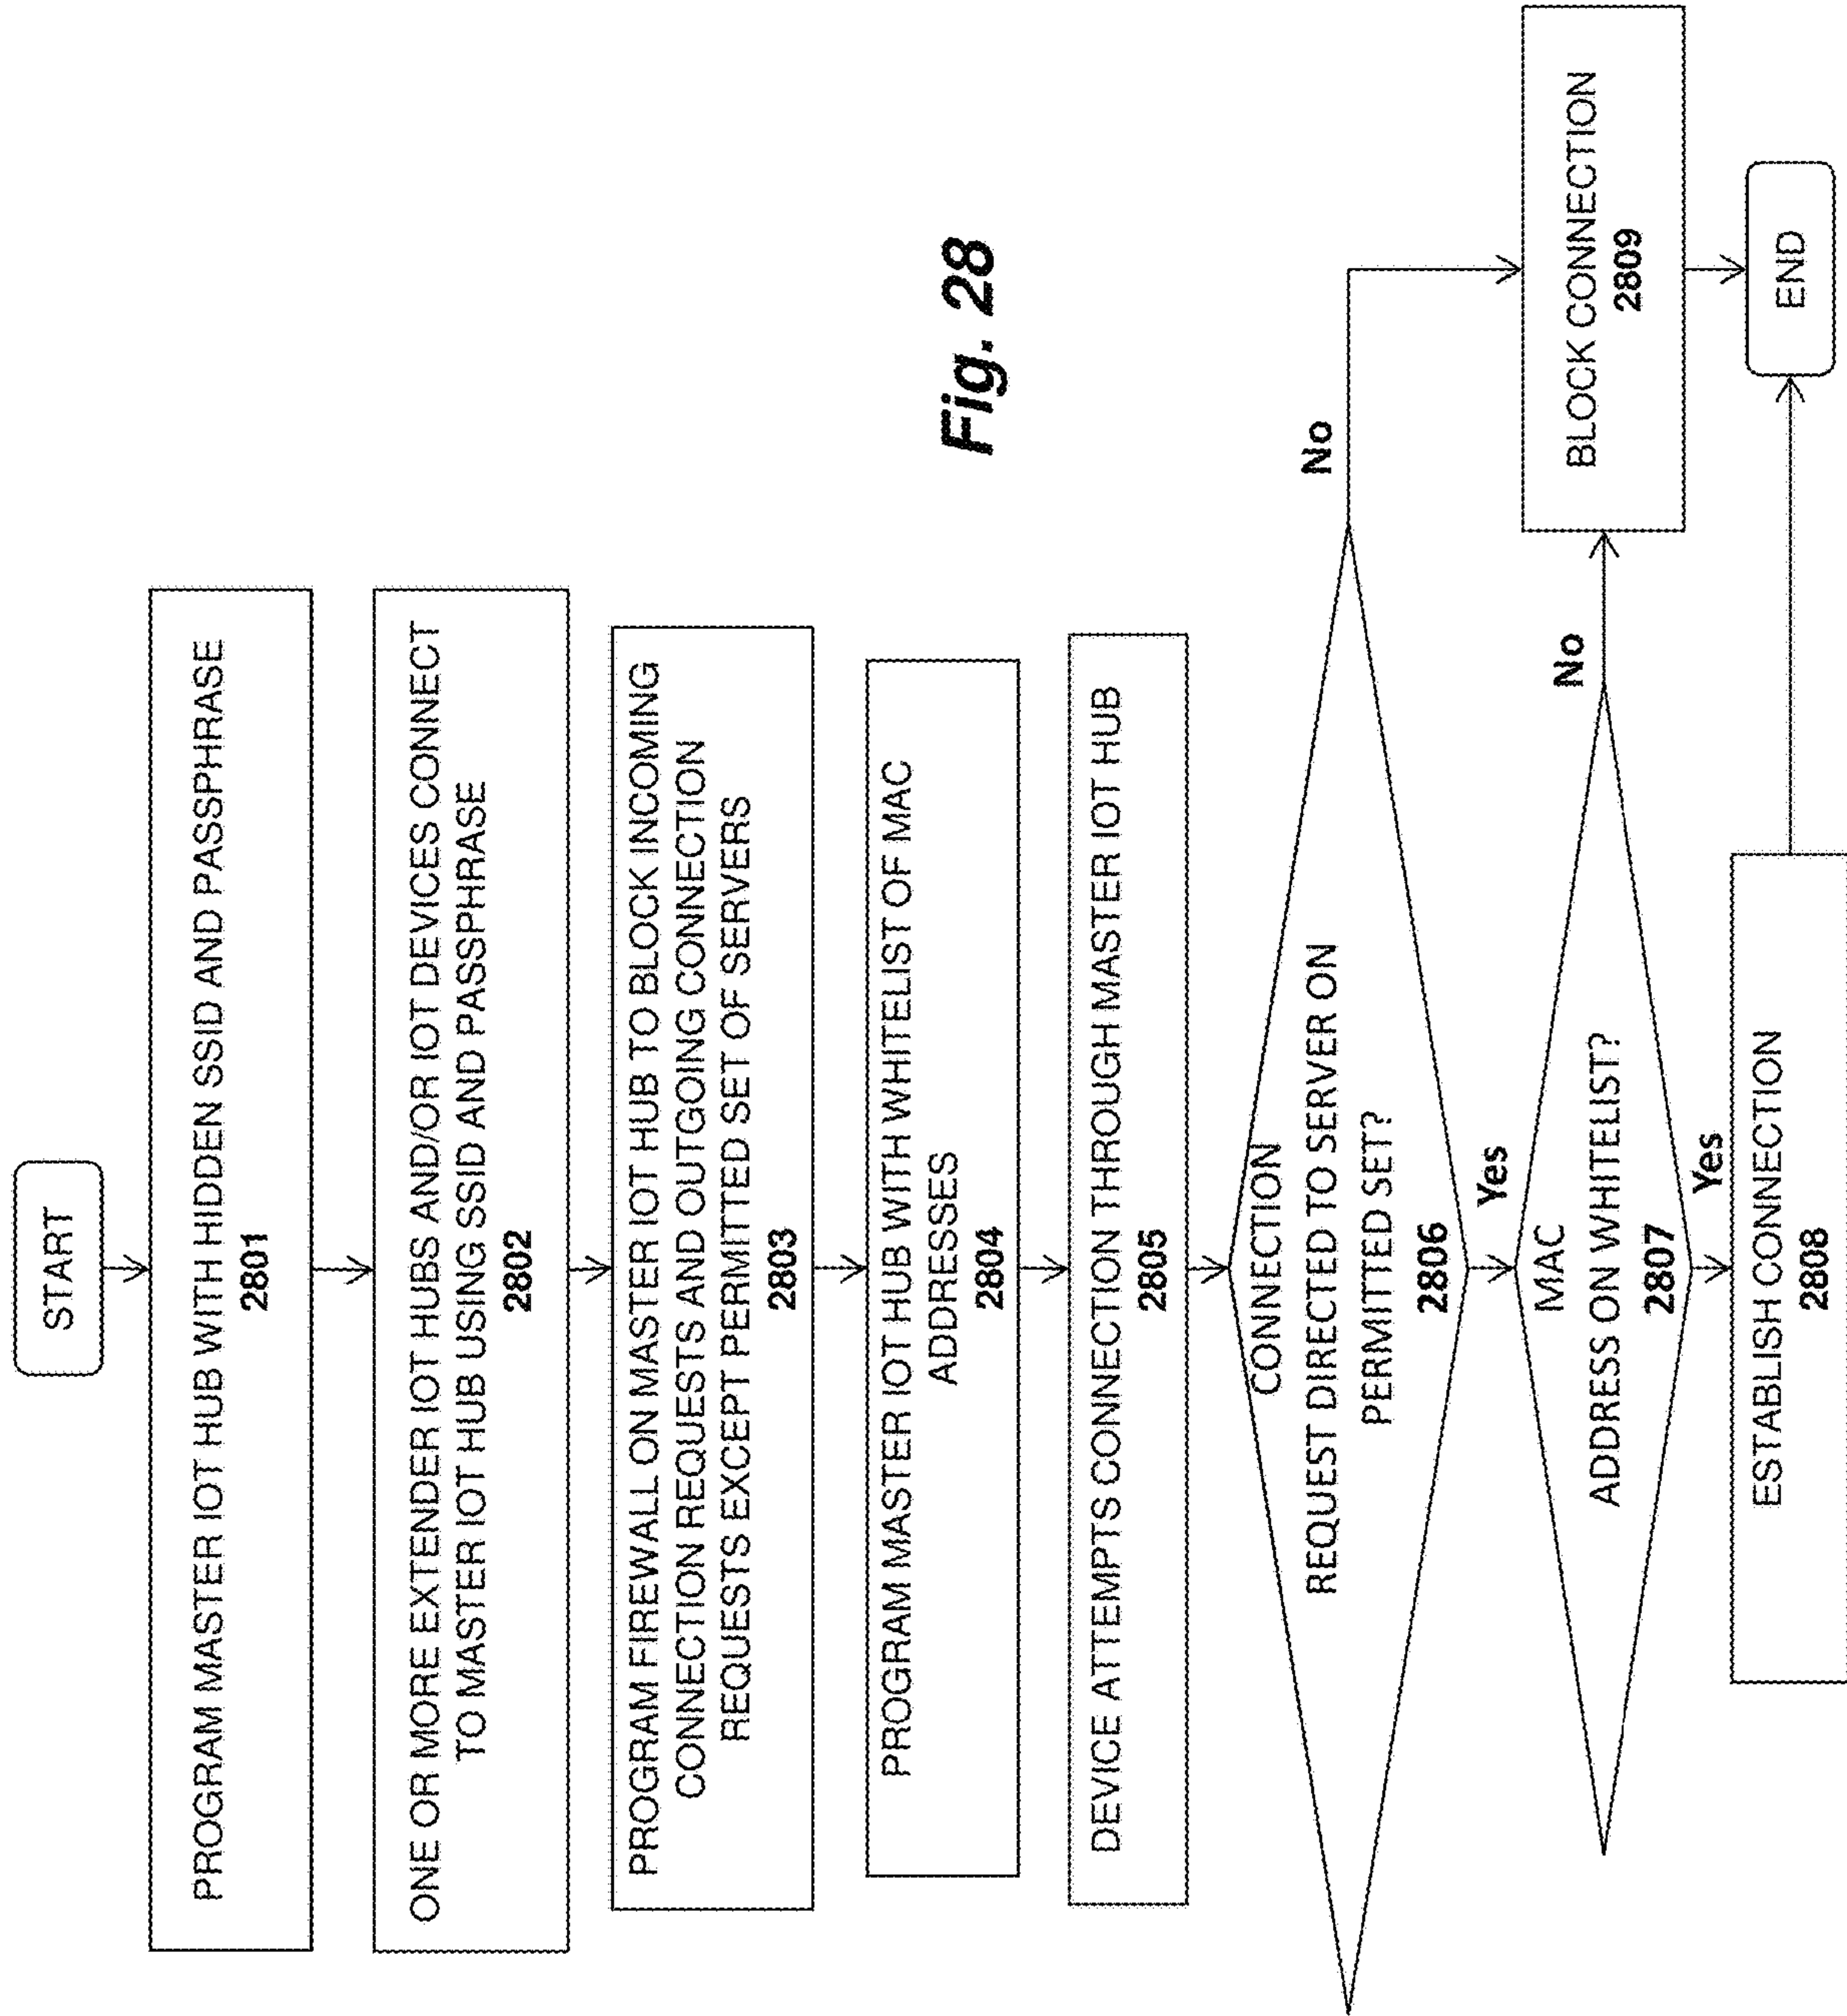 START
PROGRAM MASTER IOT HUB WITH HIDDEN SSID AND PASSPHRASE
2801
ONE OR MORE EXTENDER IOT HUBS AND/OR IOT DEVICES CONNECT
TO MASTER IOT HUB USING SSID AND PASSPHRASE
2802
PROGRAM FIREWALL ON MASTER IOT HUB TO BLOCK INCOMING
CONNECTION REQUESTS AND OUTGOING CONNECTION
REQUESTS EXCEPT PERMITTED SET OF SERVERS
2803
PROGRAM MASTER IOT HUB WITH WHITELIST OF MAC
ADDRESSES
2804
DEVICE ATTEMPTS CONNECTION THROUGH MASTER IOT HUB
2805
CONNECTION
REQUEST DIRECTED TO SERVER ON
PERMITTED SET?
2806
No
Yes
MAC
ADDRESS ON WHITELIST?
2807
No
Yes
ESTABLISH CONNECTION
2808
BLOCK CONNECTION
2809
END
Fig. 28